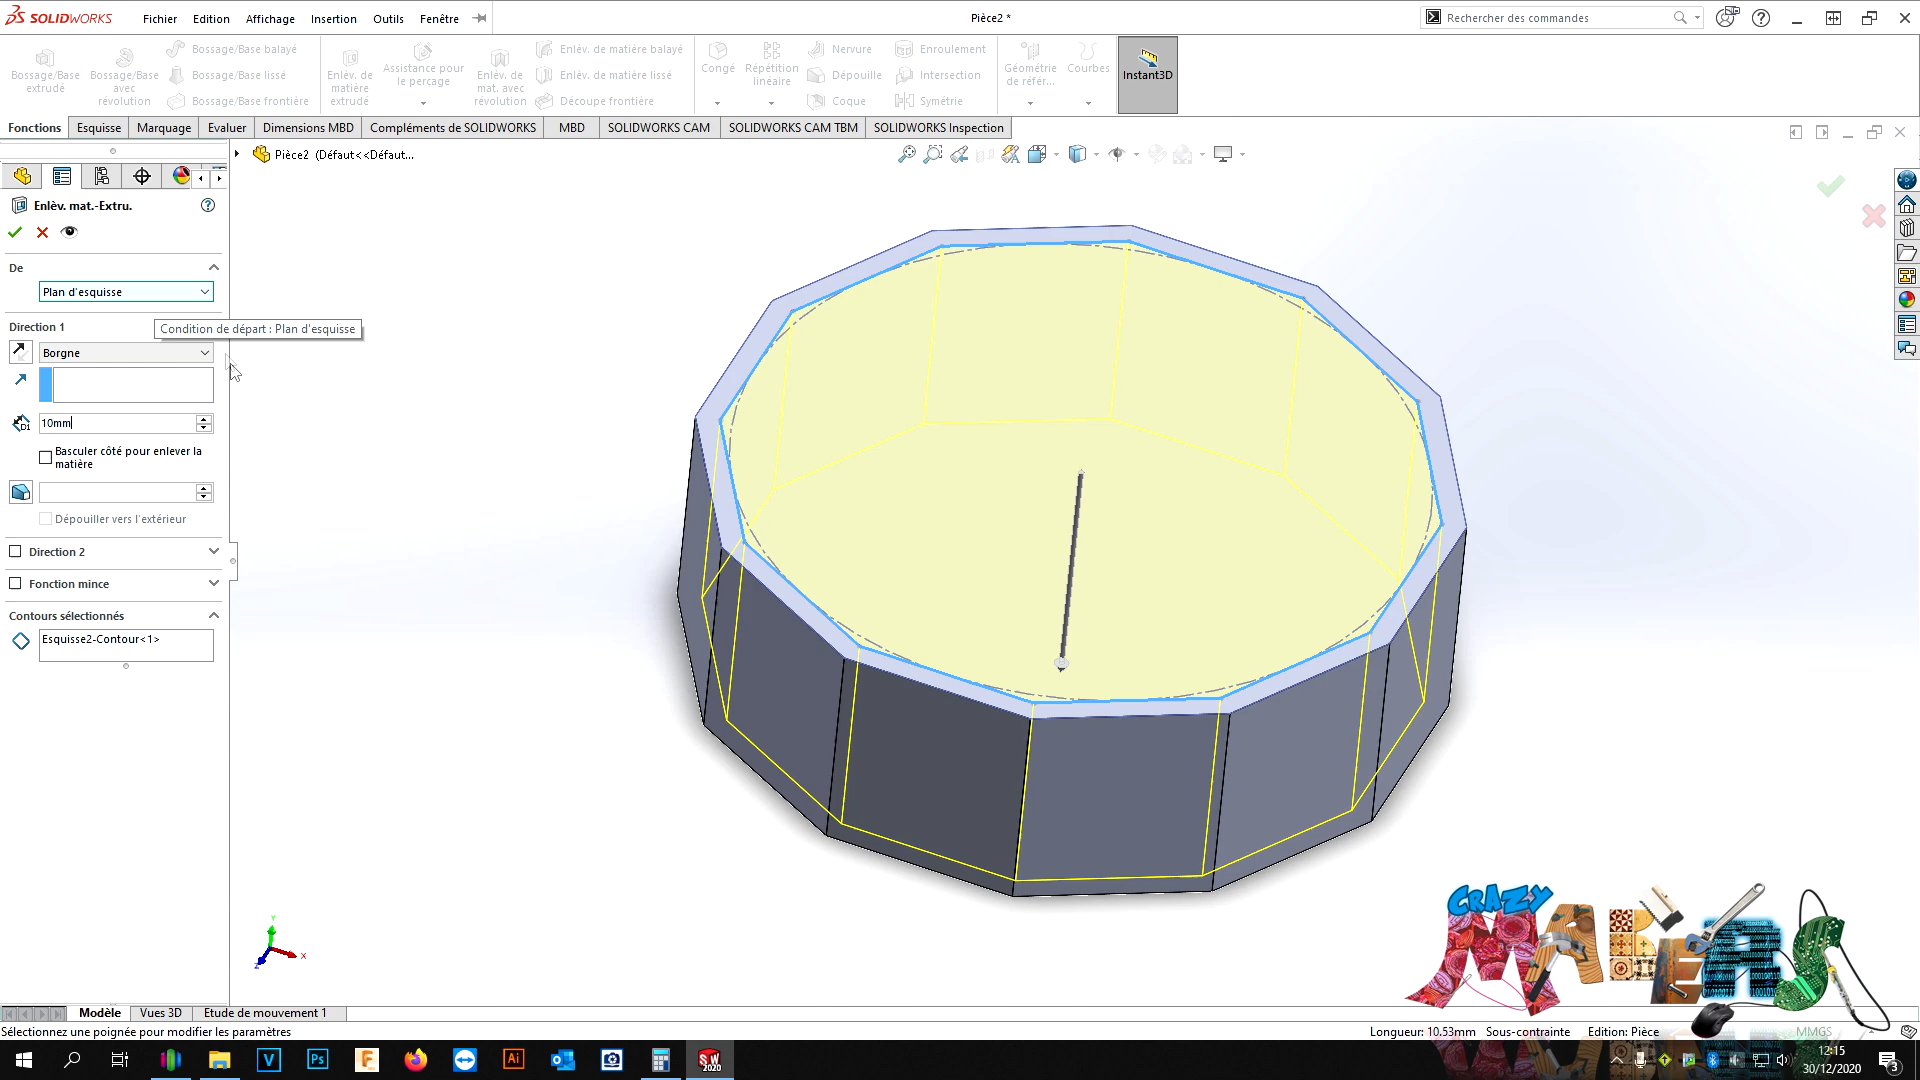 SOLIDWORKS
Fichier Edition Affichage Insertion Outils Fenêtre
Pièce2 *
Rechercher des commandes
Bossage/Base extrudé
Bossage/Base avec révolution
Bossage/Base balayé
Bossage/Base lissé
Bossage/Base frontière
Enlèv. de matière extrudé
Assistance pour le perçage
Enlèv. de mat. avec révolution
Enlèv. de matière balayé
Enlèv. de matière lissé
Découpe frontière
Congé
Répétition linéaire
Nervure
Dépouille
Coque
Enroulement
Intersection
Symétrie
Géométrie de référ...
Courbes
Instant3D
Fonctions Esquisse Marquage Evaluer Dimensions MBD Compléments de SOLIDWORKS MBD SOLIDWORKS CAM SOLIDWORKS CAM TBM SOLIDWORKS Inspection
Pièce2 (Défaut<<Défaut...
Enlèv. mat.-Extru.
De
Plan d'esquisse
Direction 1
Condition de départ : Plan d'esquisse
Borgne
D1
10mm
Basculer côté pour enlever la
matière
Dépouiller vers l'extérieur
Direction 2
Fonction mince
Contours sélectionnés
Esquisse2-Contour<1>
Y
X
Z
CRAZY
MAKERS
Modèle Vues 3D Etude de mouvement 1
Sélectionnez une poignée pour modifier les paramètres
Longueur: 10.53mm Sous-contrainte Edition: Pièce MMGS
V
Ps
F
Ai
SW
2020
12:15
30/12/2020
3